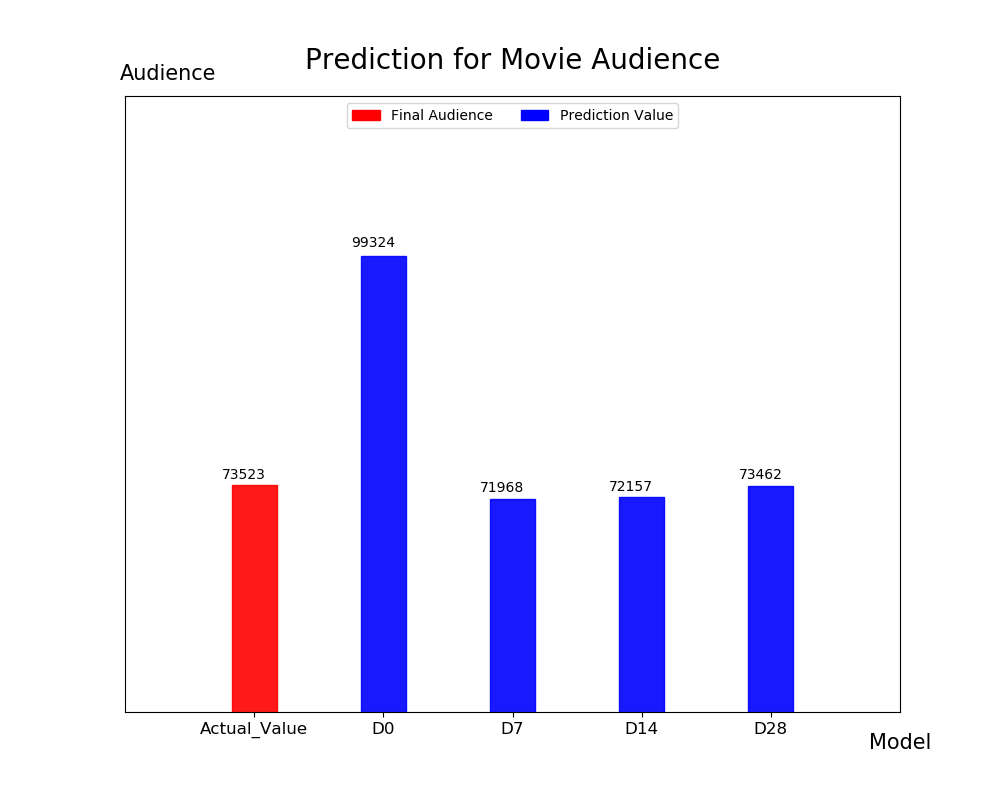 Prediction for Movie Audience
Audience
Final Audience Prediction Value
99324
73523
71968
72157
73462
Actual_Value D0 D7 D14 D28
Model